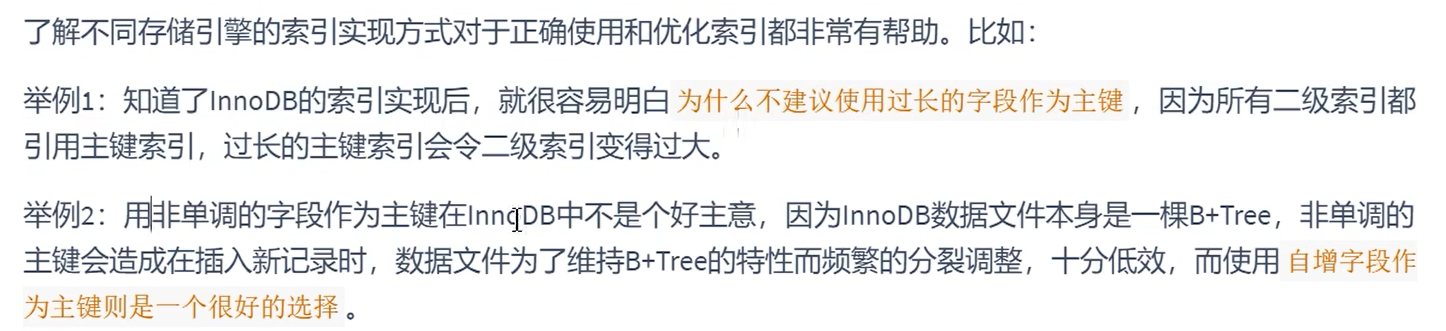 了解不同存储引擎的索引实现方式对于正确使用和优化索引都非常有帮助。比如：
举例1：知道了InnoDB的索引实现后，就很容易明白 为什么不建议使用过长的字段作为主键 ，因为所有二级索引都
引用主键索引，过长的主键索引会令二级索引变得过大。
举例2：用非单调的字段作为主键在InnoDB中不是个好主意，因为InnoDB数据文件本身是一棵B+Tree，非单调的
主键会造成在插入新记录时，数据文件为了维持B+Tree的特性而频繁的分裂调整，十分低效，而使用 自增字段作
为主键则是一个很好的选择 。